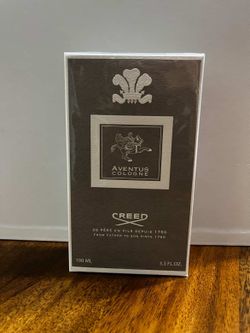 AVENTUS
COLOGNE
CREED
DE PÈRE EN FILS DEPUIS 1760
FROM FATHER TO SON SINCE 1760
100 ML
3.3 FL.OZ.